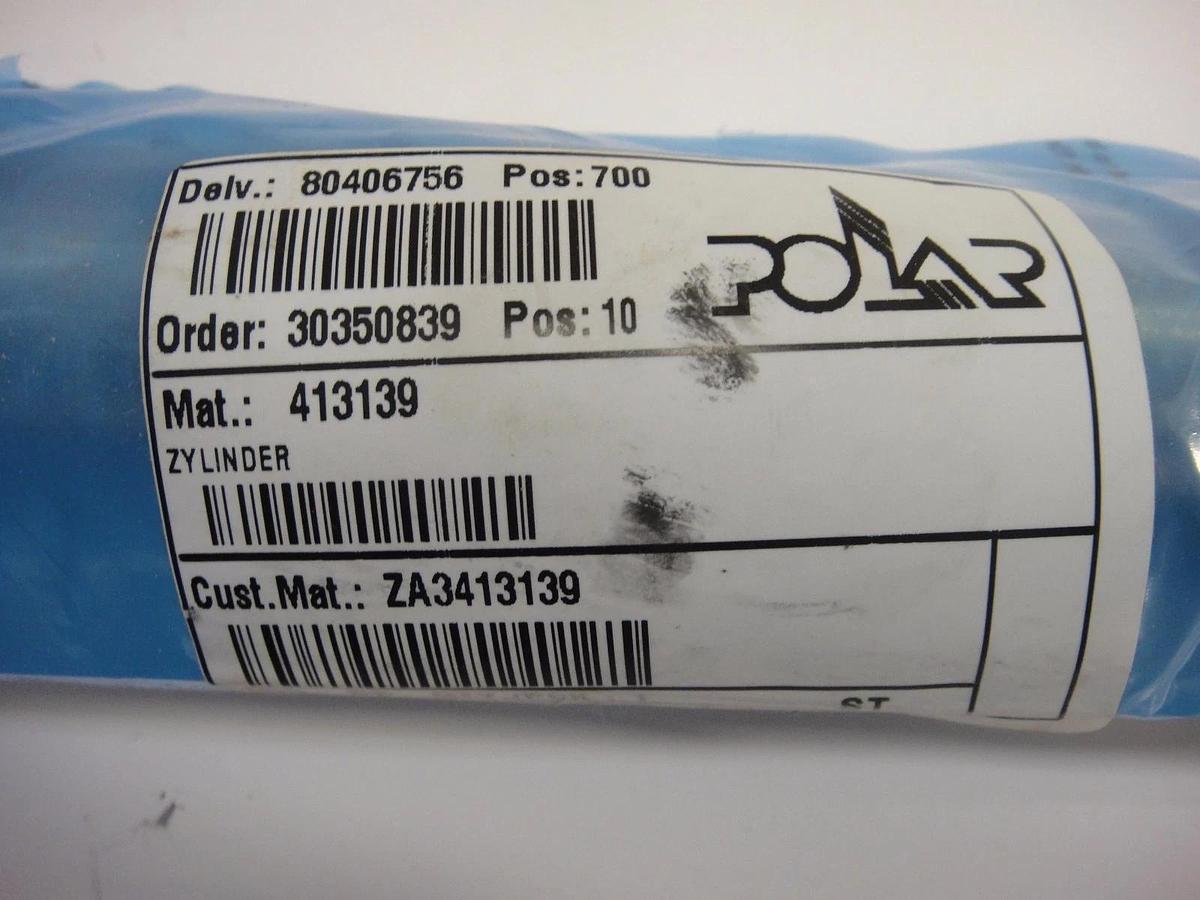 Delv.: 80406756 Pos:700
POLAR
Order: 30350839 Pos:10
Mat.: 413139
ZYLINDER
Cust.Mat.: ZA3413139
ST